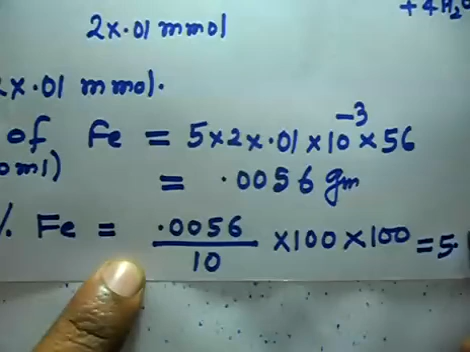 + 4H₂O
2x.01 mmol
2x.01 mmol.
of Fe = 5x2x.01x10⁻³x56
oml)
= .0056 gm
% Fe = .0056/10 x100x100 = 5.